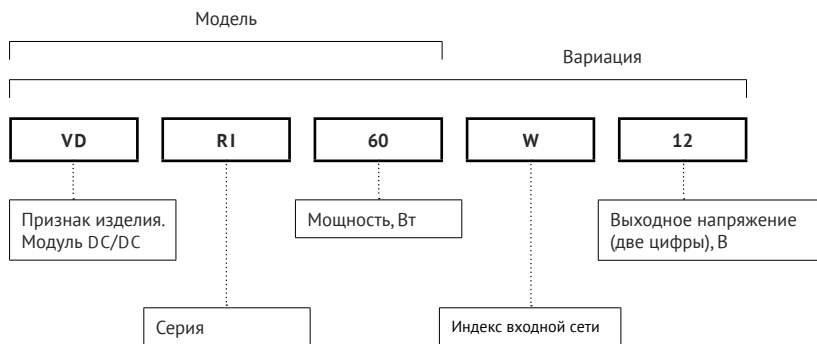 Модель
Вариация
VD
RI
60
W
12
Признак изделия.
Модуль DC/DC
Мощность, Вт
Выходное напряжение
(две цифры), В
Серия
Индекс входной сети